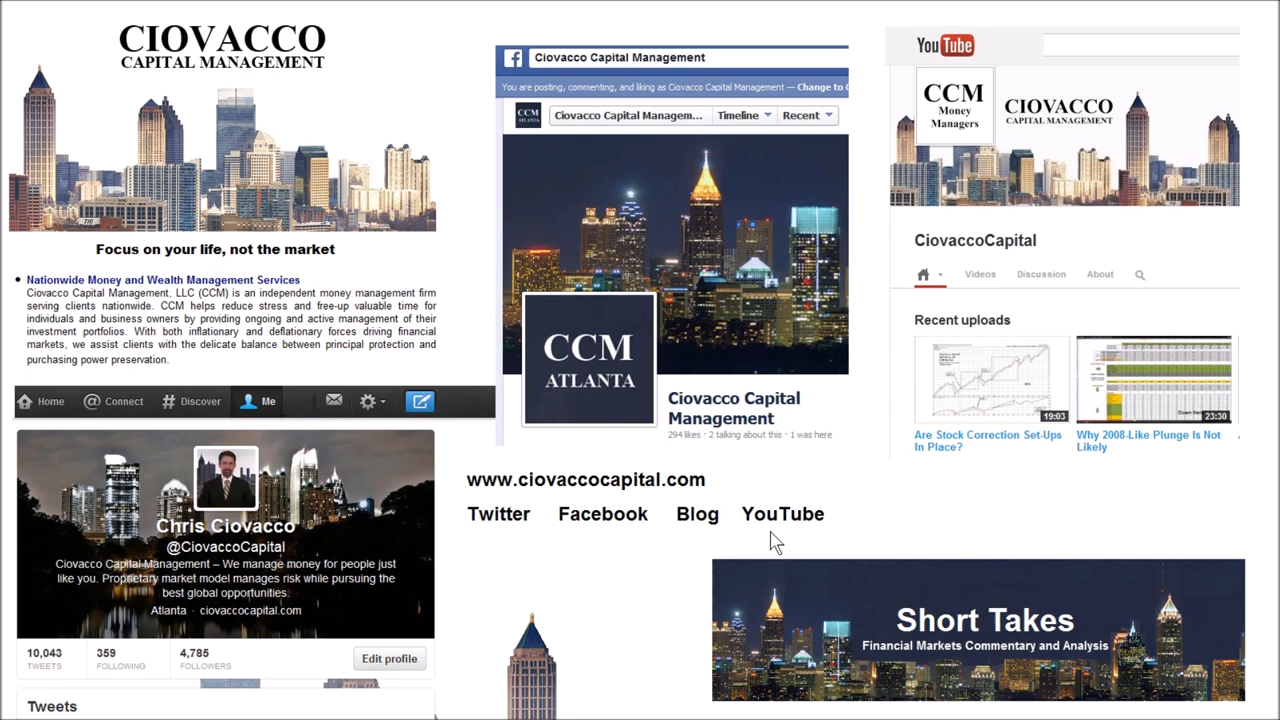 CIOVACCO
CAPITAL MANAGEMENT
Focus on your life, not the market
Nationwide Money and Wealth Management Services
Ciovacco Capital Management, LLC (CCM) is an independent money management firm
serving clients nationwide. CCM helps reduce stress and free-up valuable time for
individuals and business owners by providing ongoing and active management of their
investment portfolios. With both inflationary and deflationary forces driving financial
markets, we assist clients with the delicate balance between principal protection and
purchasing power preservation.
Home Connect Discover Me
Chris Ciovacco
@CiovaccoCapital
Ciovacco Capital Management – We manage money for people just
like you. Proprietary market model manages risk while pursuing the
best global opportunities.
Atlanta · ciovaccocapital.com
10,043 359 4,785
TWEETS FOLLOWING FOLLOWERS
Edit profile
Tweets
Ciovacco Capital Management
You are posting, commenting, and liking as Ciovacco Capital Management — Change to
CCM
ATLANTA
Ciovacco Capital Managem... Timeline Recent
CCM
ATLANTA
Ciovacco Capital
Management
294 likes · 2 talking about this · 1 was here
www.ciovaccocapital.com
Twitter Facebook Blog YouTube
YouTube
CCM
Money
Managers
CIOVACCO
CAPITAL MANAGEMENT
CiovaccoCapital
Videos Discussion About
Recent uploads
19:03 23:30
Are Stock Correction Set-Ups
In Place?
Why 2008-Like Plunge Is Not
Likely
Short Takes
Financial Markets Commentary and Analysis